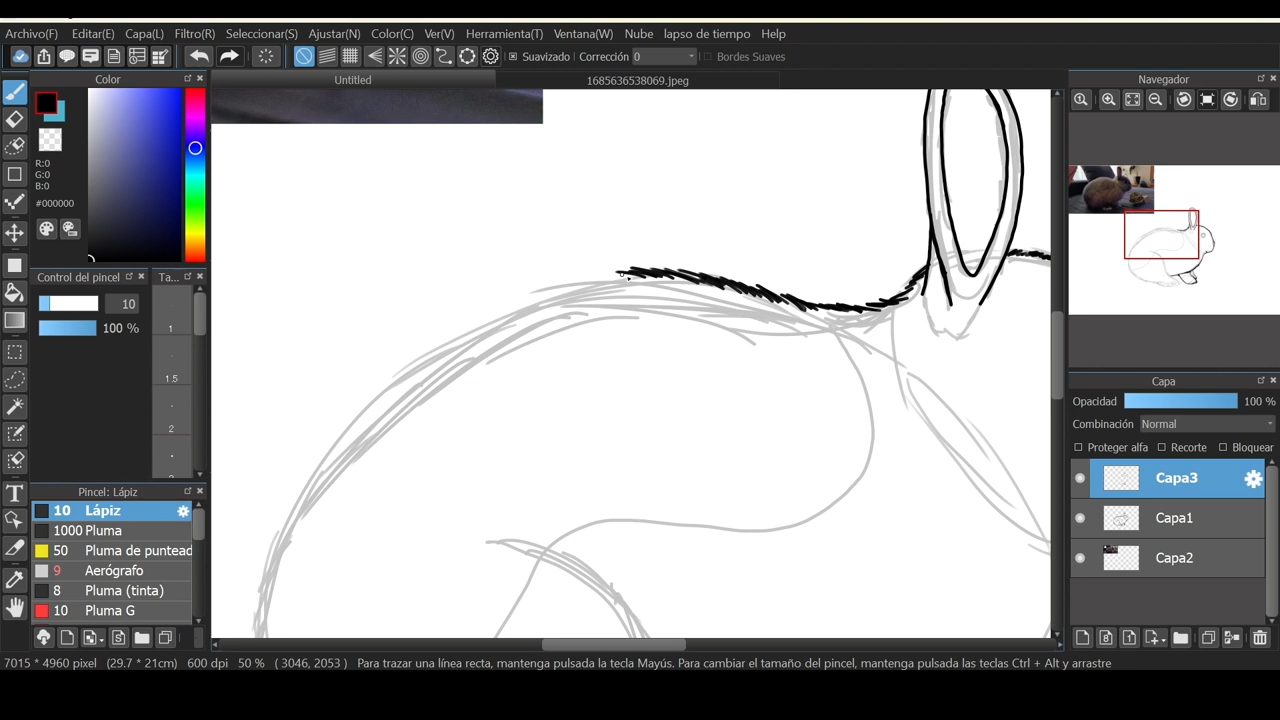 Archivo(F) Editar(E) Capa(L) Filtro(R) Seleccionar(S) Ajustar(N) Color(C) Ver(V) Herramienta(T) Ventana(W) Nube lapso de tiempo Help
Suavizado Corrección 0 Bordes Suaves
Color Untitled 1685636538069.jpeg Navegador
R:0
G:0
B:0
#000000
Control del pincel Ta...
10
100 %
1
1.5
2
Capa
Opacidad 100 %
Combinación Normal
Proteger alfa Recorte Bloquear
Capa3
Capa1
Capa2
Pincel: Lápiz
10 Lápiz
1000 Pluma
50 Pluma de puntead
9 Aerógrafo
8 Pluma (tinta)
10 Pluma G
7015 * 4960 pixel (29.7 * 21cm) 600 dpi 50 % ( 3046, 2053 ) Para trazar una línea recta, mantenga pulsada la tecla Mayús. Para cambiar el tamaño del pincel, mantenga pulsadas las teclas Ctrl + Alt y arrastre